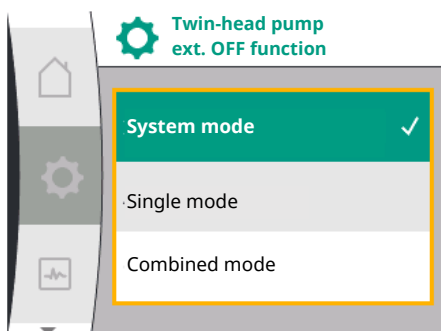 Twin-head pump
ext. OFF function
System mode
Single mode
Combined mode